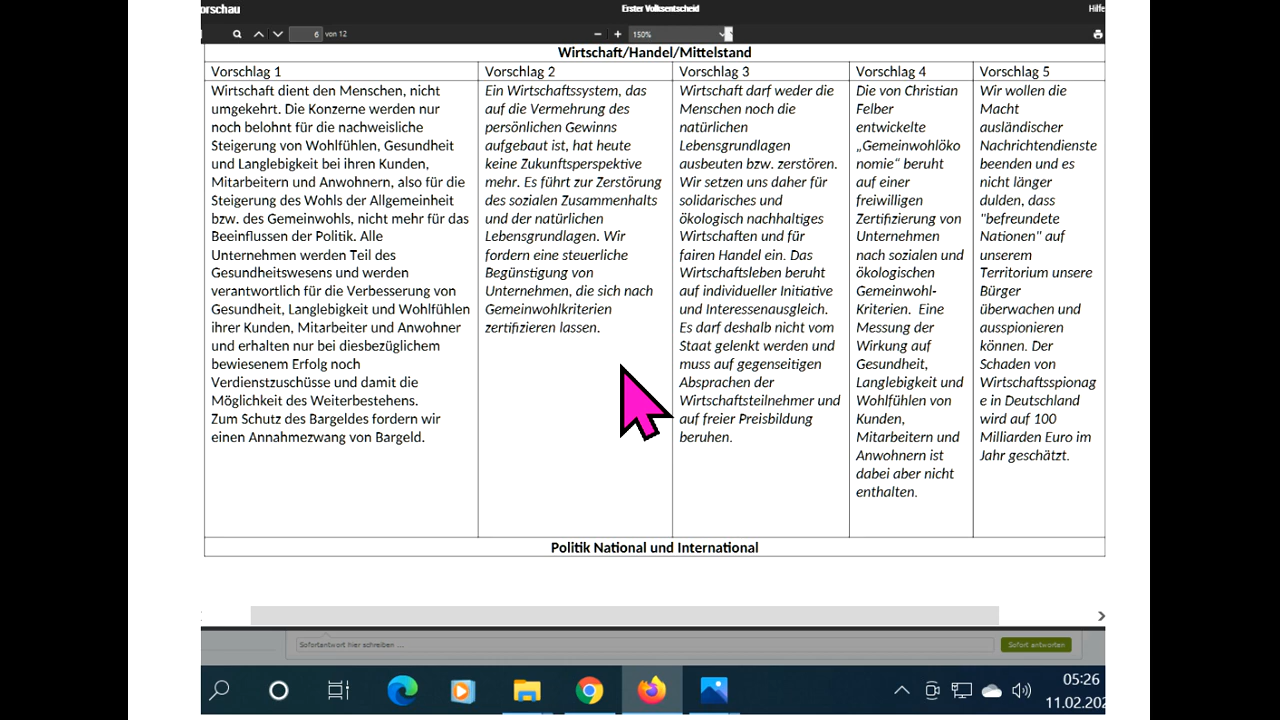 orschau
Erster Volksentscheid
Hilfe
6 von 12
150%
Wirtschaft/Handel/Mittelstand
Vorschlag 1
Wirtschaft dient den Menschen, nicht
umgekehrt. Die Konzerne werden nur
noch belohnt für die nachweisliche
Steigerung von Wohlfühlen, Gesundheit
und Langlebigkeit bei ihren Kunden,
Mitarbeitern und Anwohnern, also für die
Steigerung des Wohls der Allgemeinheit
bzw. des Gemeinwohls, nicht mehr für das
Beeinflussen der Politik. Alle
Unternehmen werden Teil des
Gesundheitswesens und werden
verantwortlich für die Verbesserung von
Gesundheit, Langlebigkeit und Wohlfühlen
ihrer Kunden, Mitarbeiter und Anwohner
und erhalten nur bei diesbezüglichem
bewiesenem Erfolg noch
Verdienstzuschüsse und damit die
Möglichkeit des Weiterbestehens.
Zum Schutz des Bargeldes fordern wir
einen Annahmezwang von Bargeld.
Vorschlag 2
Ein Wirtschaftssystem, das
auf die Vermehrung des
persönlichen Gewinns
aufgebaut ist, hat heute
keine Zukunftsperspektive
mehr. Es führt zur Zerstörung
des sozialen Zusammenhalts
und der natürlichen
Lebensgrundlagen. Wir
fordern eine steuerliche
Begünstigung von
Unternehmen, die sich nach
Gemeinwohlkriterien
zertifizieren lassen.
Vorschlag 3
Wirtschaft darf weder die
Menschen noch die
natürlichen
Lebensgrundlagen
ausbeuten bzw. zerstören.
Wir setzen uns daher für
solidarisches und
ökologisch nachhaltiges
Wirtschaften und für
fairen Handel ein. Das
Wirtschaftsleben beruht
auf individueller Initiative
und Interessenausgleich.
Es darf deshalb nicht vom
Staat gelenkt werden und
muss auf gegenseitigen
Absprachen der
Wirtschaftsteilnehmer und
auf freier Preisbildung
beruhen.
Vorschlag 4
Die von Christian
Felber
entwickelte
„Gemeinwohlöko
nomie“ beruht
auf einer
freiwilligen
Zertifizierung von
Unternehmen
nach sozialen und
ökologischen
Gemeinwohl-
Kriterien. Eine
Messung der
Wirkung auf
Gesundheit,
Langlebigkeit und
Wohlfühlen von
Kunden,
Mitarbeitern und
Anwohnern ist
dabei aber nicht
enthalten.
Vorschlag 5
Wir wollen die
Macht
ausländischer
Nachrichtendienste
beenden und es
nicht länger
dulden, dass
"befreundete
Nationen" auf
unserem
Territorium unsere
Bürger
überwachen und
ausspionieren
können. Der
Schaden von
Wirtschaftsspionag
e in Deutschland
wird auf 100
Milliarden Euro im
Jahr geschätzt.
Politik National und International
Sofortantwort hier schreiben ...
Sofort antworten
05:26
11.02.202